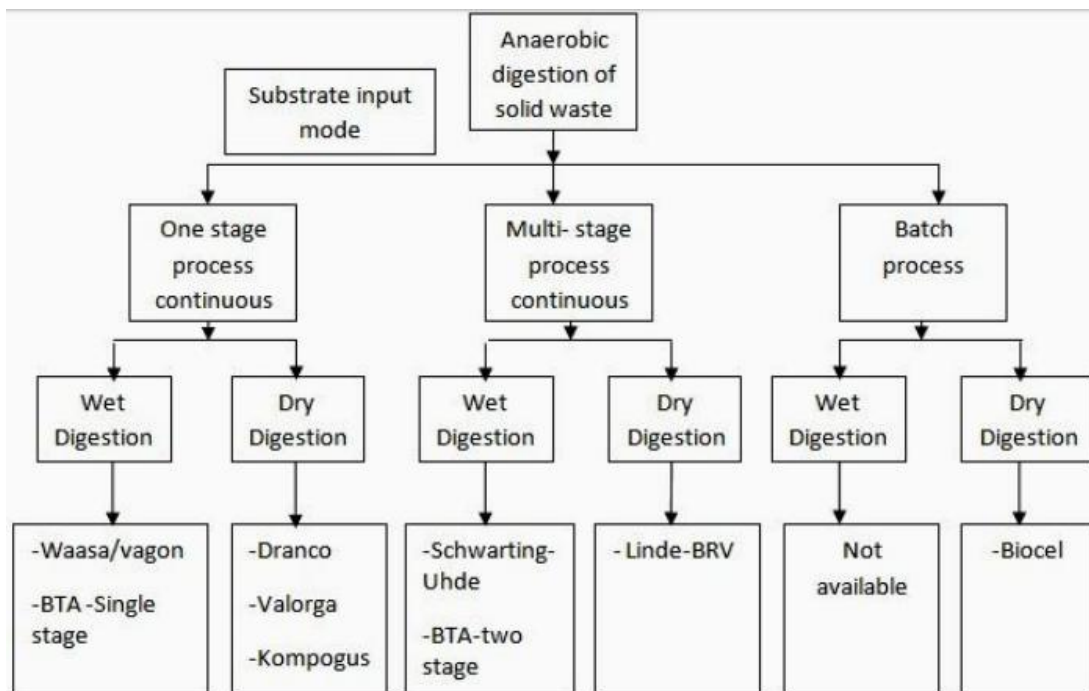 Anaerobic
digestion of
solid waste
Substrate input
mode
One stage
process
continuous
Multi- stage
process
continuous
Batch
process
Wet
Digestion
Dry
Digestion
Wet
Digestion
Dry
Digestion
Wet
Digestion
Dry
Digestion
-Waasa/vagon
-BTA -Single
stage
-Dranco
-Valorga
-Kompogus
-Schwarting-
Uhde
-BTA-two
stage
- Linde-BRV
Not
available
-Biocel